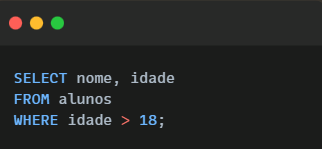 SELECT nome, idade
FROM alunos
WHERE idade > 18;